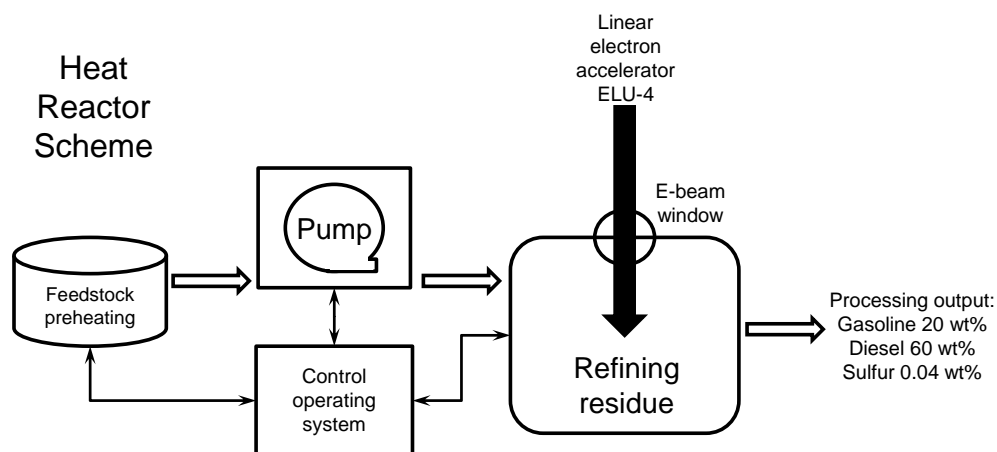 Heat
Reactor
Scheme
Linear
electron
accelerator
ELU-4
E-beam
window
Pump
Feedstock
preheating
Control
operating
system
Refining
residue
Processing output:
Gasoline 20 wt%
Diesel 60 wt%
Sulfur 0.04 wt%